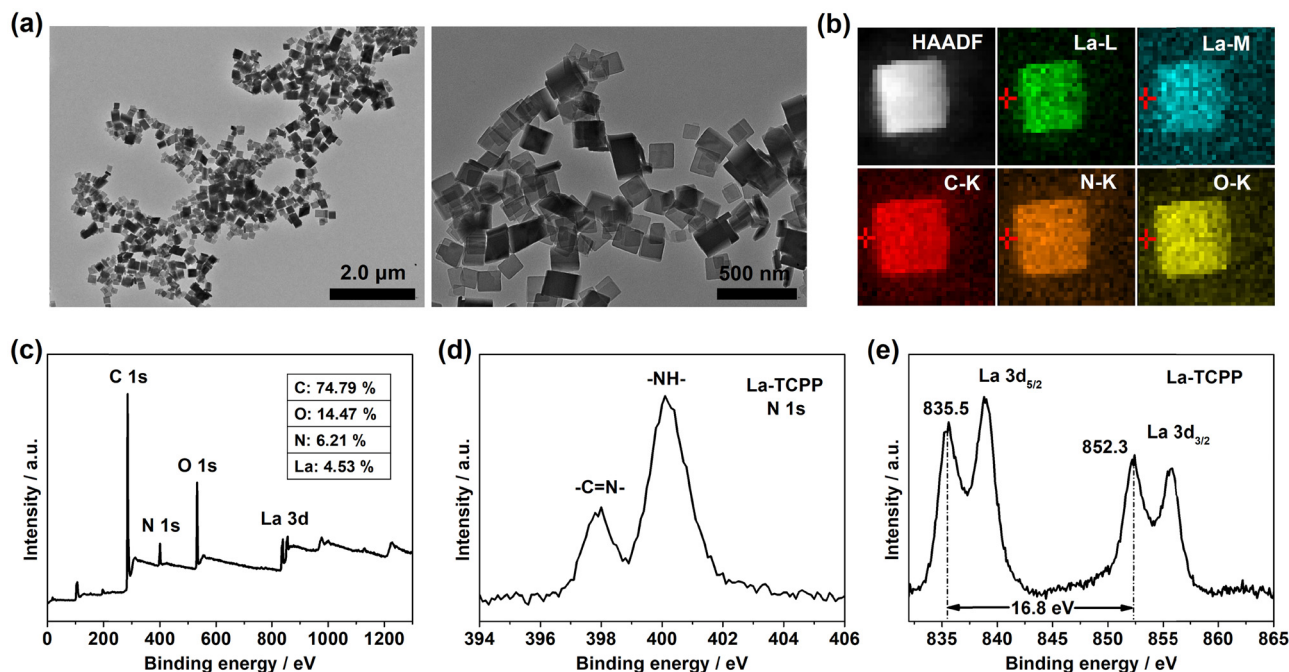 (a)
2.0 μm
500 nm
(b)
HAADF
La-L
La-M
C-K
N-K
O-K
(c)
C 1s
N 1s
O 1s
La 3d
C: 74.79 %
O: 14.47 %
N: 6.21 %
La: 4.53 %
Intensity / a.u.
0 200 400 600 800 1000 1200
Binding energy / eV
(d)
-C=N-
-NH-
La-TCPP
N 1s
Intensity / a.u.
394 396 398 400 402 404 406
Binding energy / eV
(e)
La 3d5/2
La-TCPP
835.5
852.3
La 3d3/2
16.8 eV
Intensity / a.u.
835 840 845 850 855 860 865
Binding energy / eV